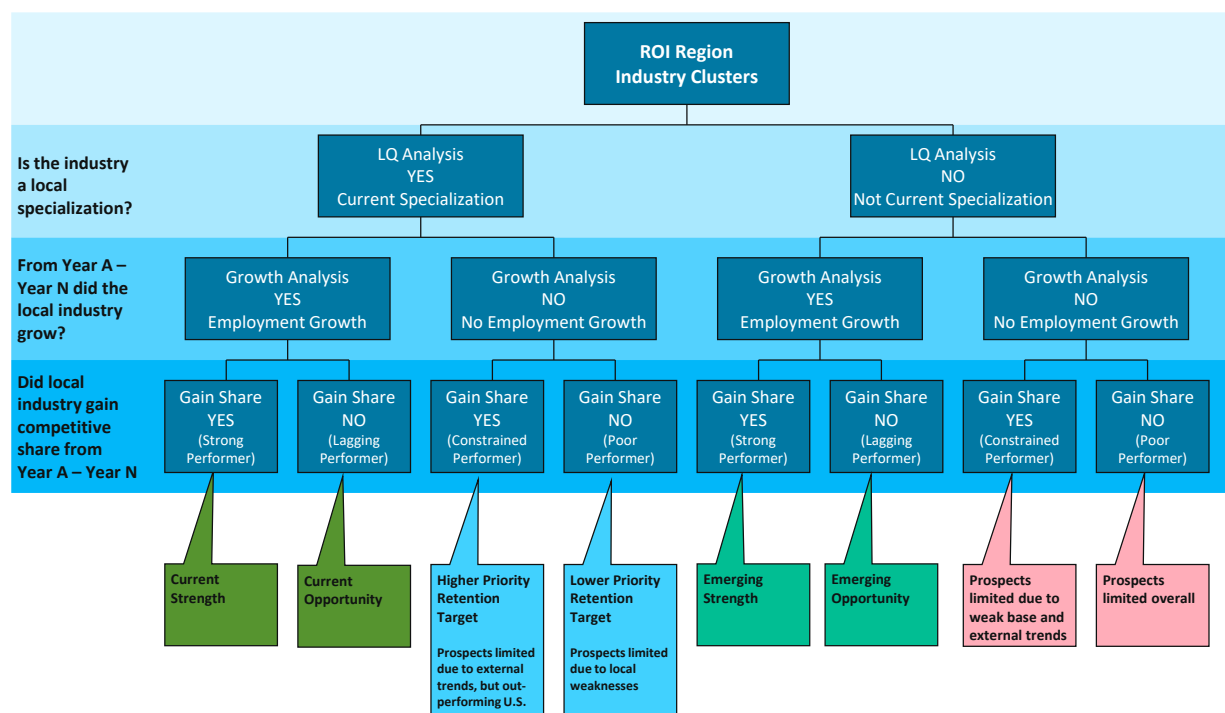 ROI Region
Industry Clusters
Is the industry
a local
specialization?
LQ Analysis
YES
Current Specialization
LQ Analysis
NO
Not Current Specialization
From Year A –
Year N did the
local industry
grow?
Growth Analysis
YES
Employment Growth
Growth Analysis
NO
No Employment Growth
Growth Analysis
YES
Employment Growth
Growth Analysis
NO
No Employment Growth
Did local
industry gain
competitive
share from
Year A – Year N
Gain Share
YES
(Strong
Performer)
Gain Share
NO
(Lagging
Performer)
Gain Share
YES
(Constrained
Performer)
Gain Share
NO
(Poor
Performer)
Gain Share
YES
(Strong
Performer)
Gain Share
NO
(Lagging
Performer)
Gain Share
YES
(Constrained
Performer)
Gain Share
NO
(Poor
Performer)
Current
Strength
Current
Opportunity
Higher Priority
Retention
Target
Prospects limited
due to external
trends, but out-
performing U.S.
Lower Priority
Retention
Target
Prospects limited
due to local
weaknesses
Emerging
Strength
Emerging
Opportunity
Prospects
limited due to
weak base and
external trends
Prospects
limited overall